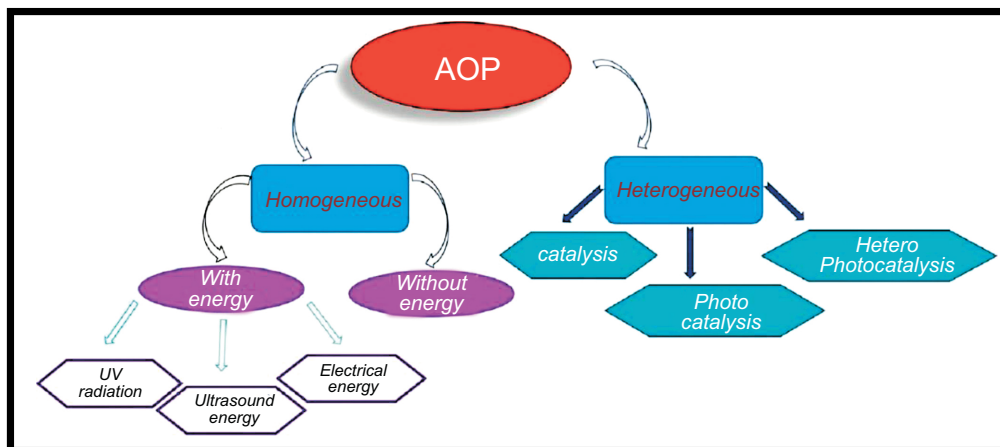 AOP
Homogeneous
Heterogeneous
catalysis
Hetero
Photocatalysis
With
energy
Without
energy
Photo
catalysis
UV
radiation
Ultrasound
energy
Electrical
energy